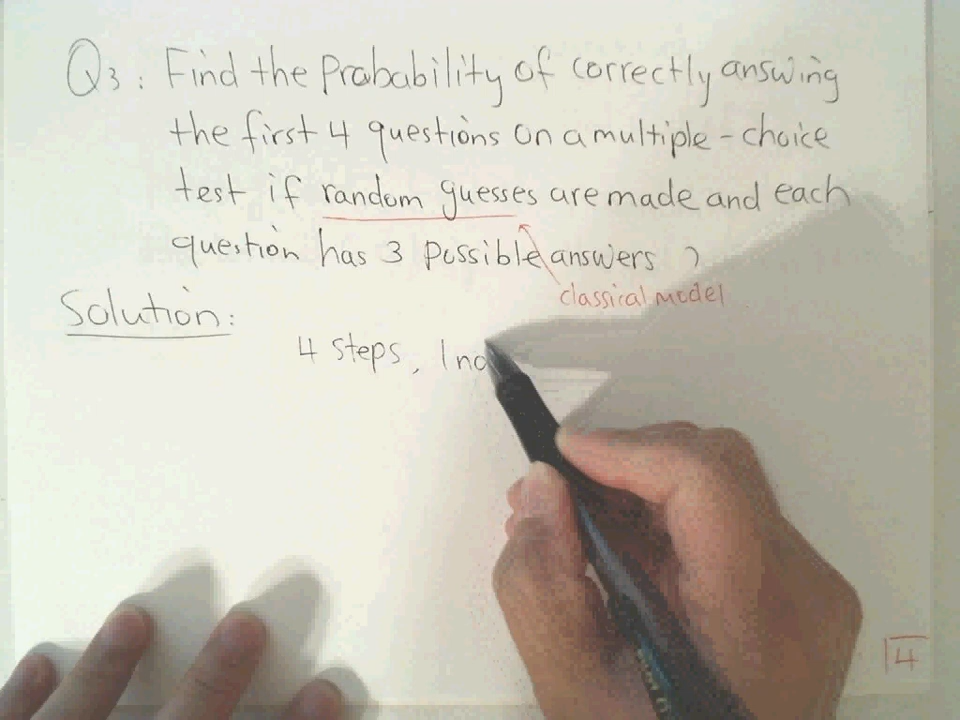 Q3: Find the Probability of correctly answing
the first 4 questions on a multiple-choice
test if random guesses are made and each
question has 3 possible answers ?
classical model
Solution:
4 steps, Ind
4